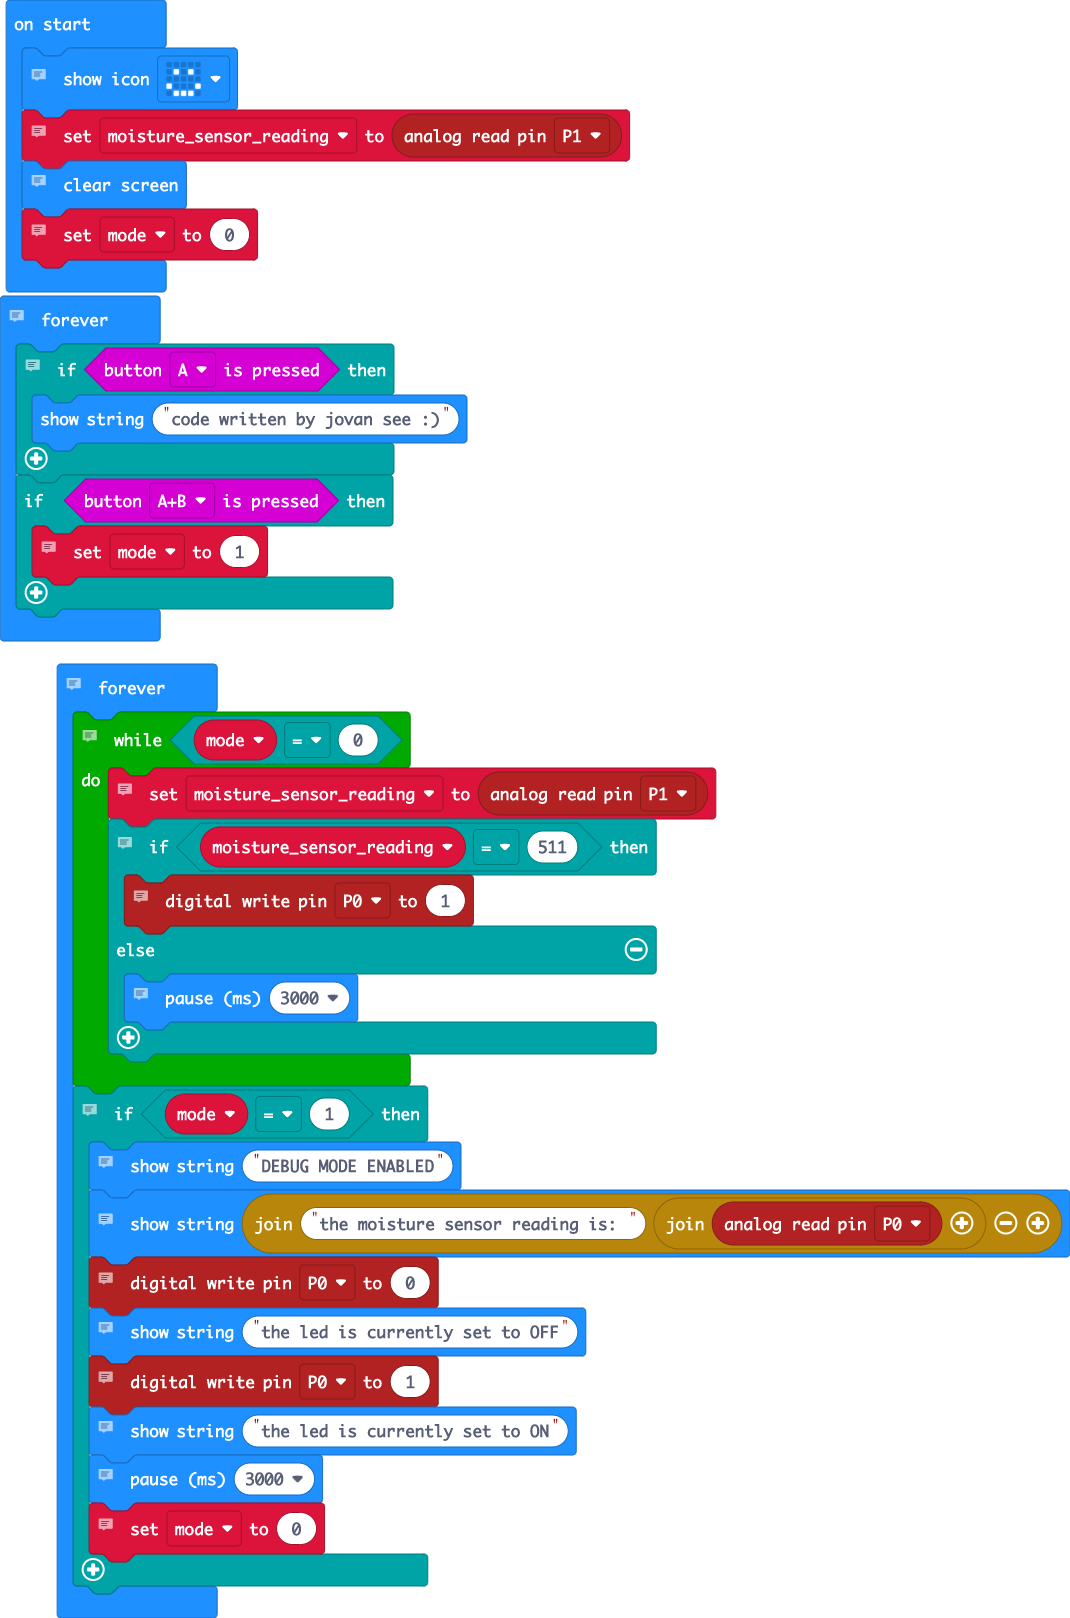 on start
show icon
set moisture_sensor_reading to analog read pin P1
clear screen
set mode to 0
forever
if button A is pressed then
show string "code written by jovan see :)"
if button A+B is pressed then
set mode to 1
forever
while mode = 0
do
set moisture_sensor_reading to analog read pin P1
if moisture_sensor_reading = 511 then
digital write pin P0 to 1
else
pause (ms) 3000
if mode = 1 then
show string "DEBUG MODE ENABLED"
show string join "the moisture sensor reading is: " join analog read pin P0
digital write pin P0 to 0
show string "the led is currently set to OFF"
digital write pin P0 to 1
show string "the led is currently set to ON"
pause (ms) 3000
set mode to 0